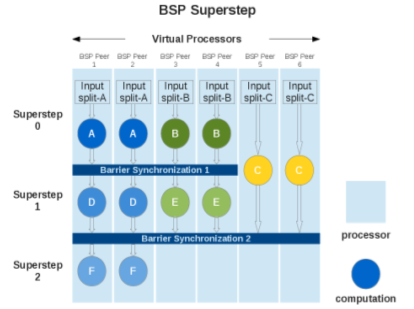 BSP Superstep
Virtual Processors
BSP Peer 1
BSP Peer 2
BSP Peer 3
BSP Peer 4
BSP Peer 5
BSP Peer 6
Input split-A
Input split-A
Input split-B
Input split-B
Input split-C
Input split-C
Superstep 0
A
A
B
B
Barrier Synchronization 1
C
C
Superstep 1
D
D
E
E
Barrier Synchronization 2
processor
Superstep 2
F
F
computation